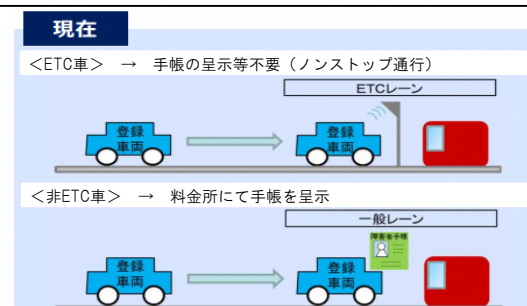 現在
<ETC車> → 手帳の呈示等不要（ノンストップ通行）
ETCレーン
登録
車両
登録
車両
<非ETC車> → 料金所にて手帳を呈示
一般レーン
障害者手帳
登録
車両
登録
車両